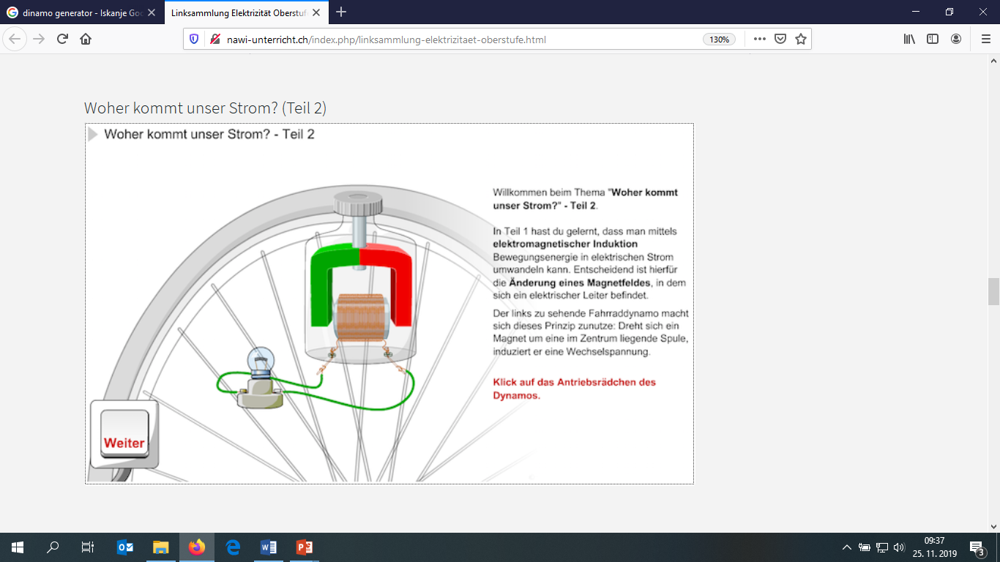 dinamo generator - Iskanje Goo
Linksammlung Elektrizität Oberstuf
nawi-unterricht.ch/index.php/linksammlung-elektrizitaet-oberstufe.html
130%
Woher kommt unser Strom? (Teil 2)
Woher kommt unser Strom? - Teil 2
Willkommen beim Thema "Woher kommt
unser Strom?" - Teil 2.
In Teil 1 hast du gelernt, dass man mittels
elektromagnetischer Induktion
Bewegungsenergie in elektrischen Strom
umwandeln kann. Entscheidend ist hierfür
die Änderung eines Magnetfeldes, in dem
sich ein elektrischer Leiter befindet.
Der links zu sehende Fahrraddynamo macht
sich dieses Prinzip zunutze: Dreht sich ein
Magnet um eine im Zentrum liegende Spule,
induziert er eine Wechselspannung.
Klick auf das Antriebsrädchen des
Dynamos.
Weiter
09:37
25. 11. 2019
3